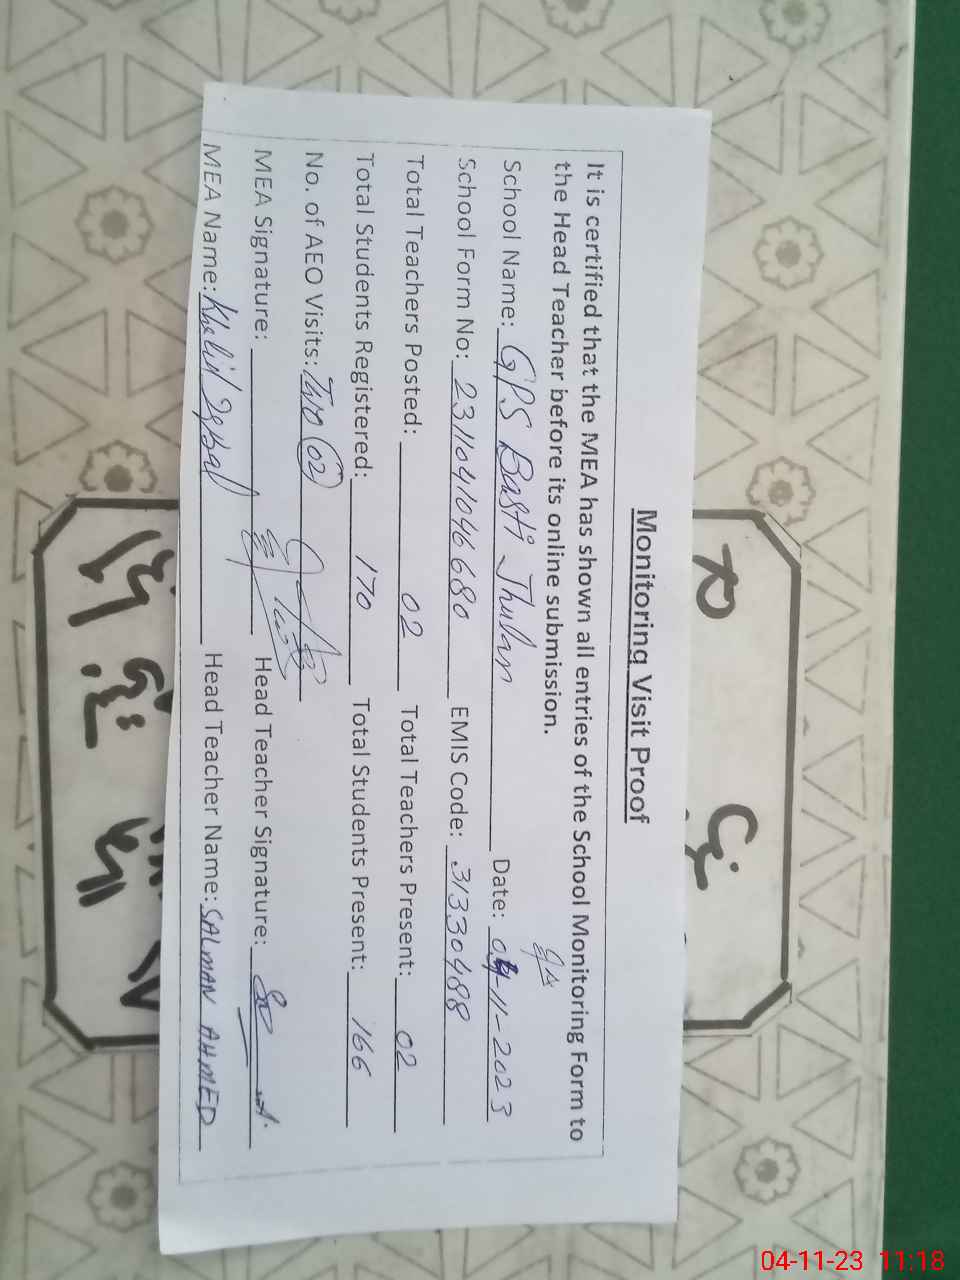 Monitoring Visit Proof
It is certified that the MEA has shown all entries of the School Monitoring Form to
the Head Teacher before its online submission.
School Name: GPS Basti Jhulan Date: 04-11-2023
School Form No: 2311041046680 EMIS Code: 31330488
Total Teachers Posted: 02 Total Teachers Present: 02
Total Students Registered: 170 Total Students Present: 166
No. of AEO Visits: Two 02
MEA Signature: Head Teacher Signature:
MEA Name: Khalid Iqbal Head Teacher Name: SALMAN AHMED
04-11-23 11:18